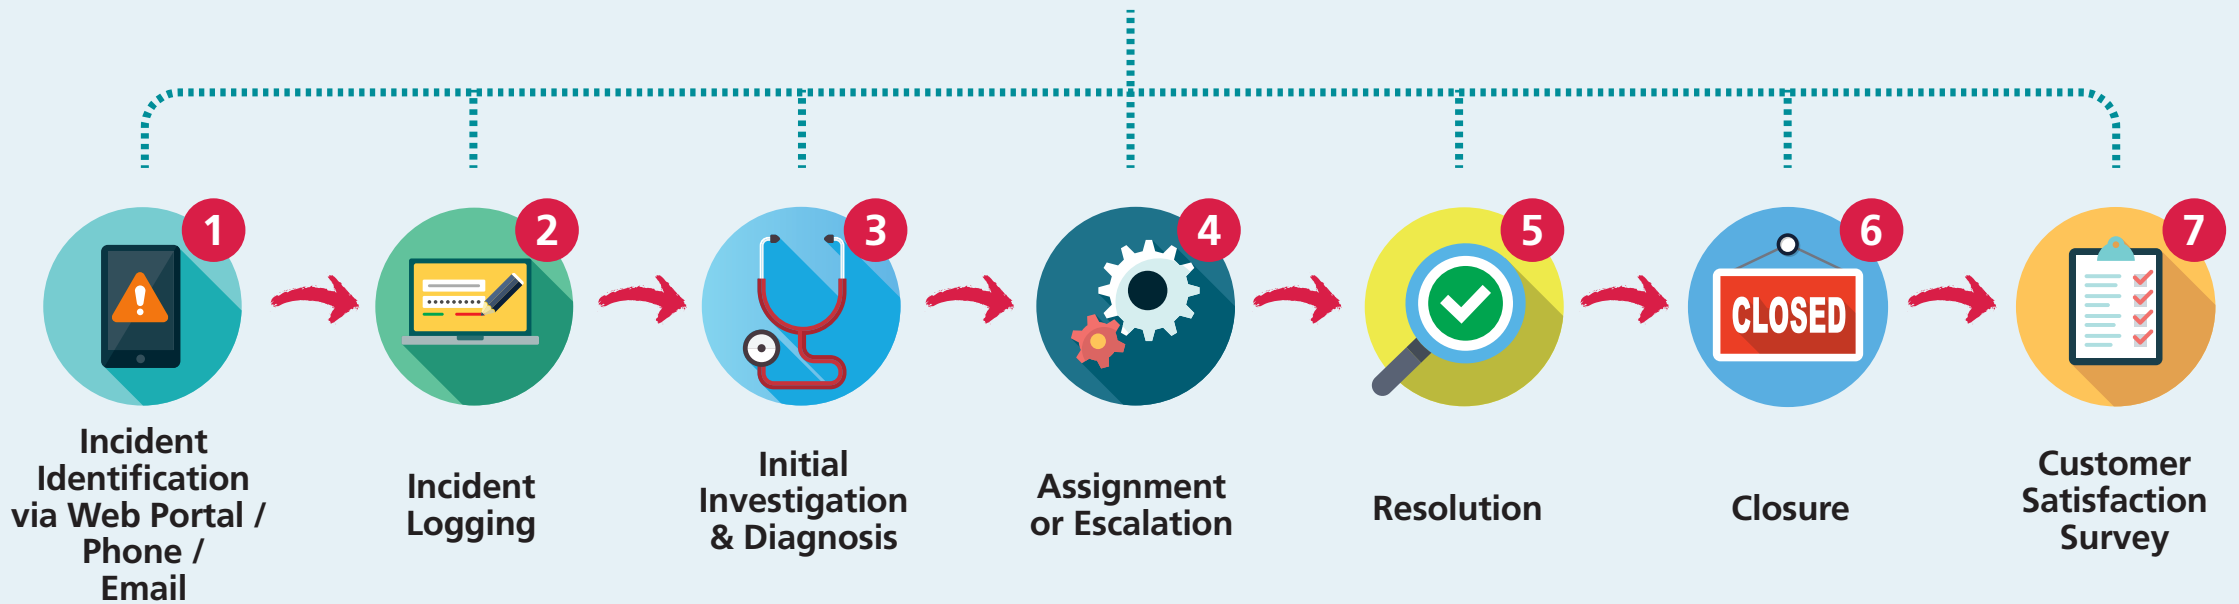 1
Incident
Identification
via Web Portal /
Phone /
Email
2
Incident
Logging
3
Initial
Investigation
& Diagnosis
4
Assignment
or Escalation
5
Resolution
6
CLOSED
Closure
7
Customer
Satisfaction
Survey